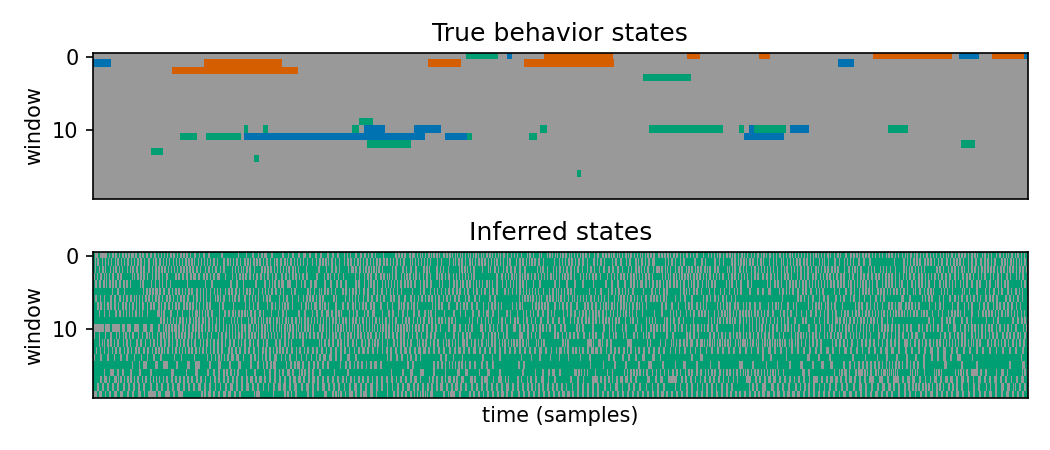 True behavior states
0
10
window
Inferred states
0
10
window
time (samples)